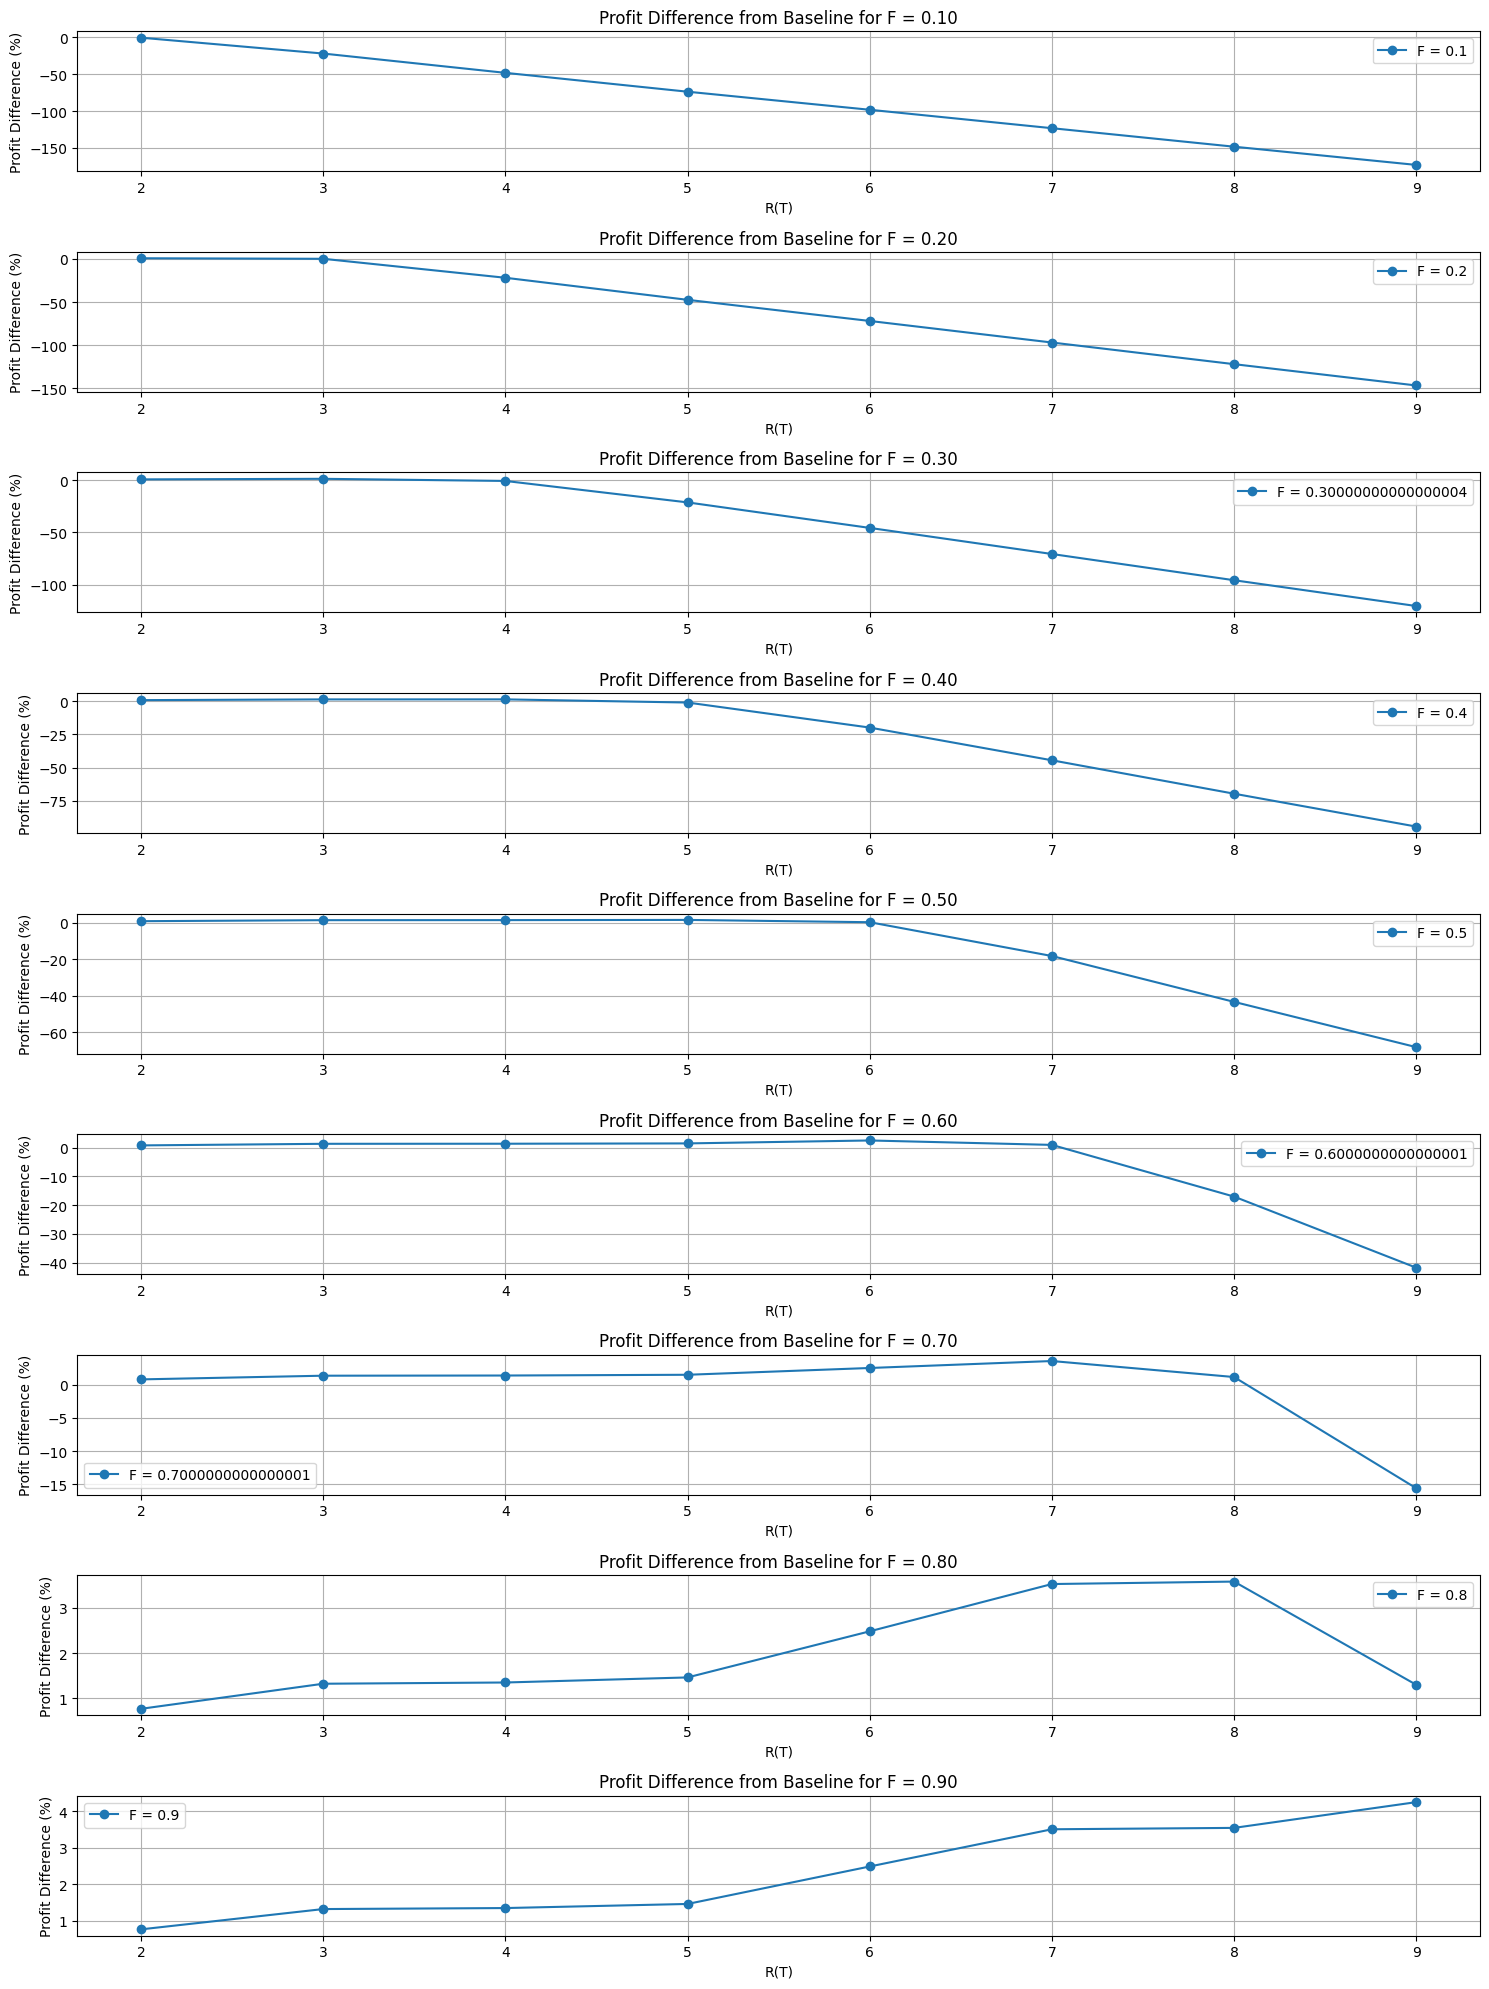 Profit Difference from Baseline for F = 0.10
Profit Difference (%)
0
−50
−100
−150
F = 0.1
2 3 4 5 6 7 8 9
R(T)
Profit Difference from Baseline for F = 0.20
Profit Difference (%)
0
−50
−100
−150
F = 0.2
2 3 4 5 6 7 8 9
R(T)
Profit Difference from Baseline for F = 0.30
Profit Difference (%)
0
−50
−100
F = 0.30000000000000004
2 3 4 5 6 7 8 9
R(T)
Profit Difference from Baseline for F = 0.40
Profit Difference (%)
0
−25
−50
−75
F = 0.4
2 3 4 5 6 7 8 9
R(T)
Profit Difference from Baseline for F = 0.50
Profit Difference (%)
0
−20
−40
−60
F = 0.5
2 3 4 5 6 7 8 9
R(T)
Profit Difference from Baseline for F = 0.60
Profit Difference (%)
0
−10
−20
−30
−40
F = 0.6000000000000001
2 3 4 5 6 7 8 9
R(T)
Profit Difference from Baseline for F = 0.70
Profit Difference (%)
0
−5
−10
−15
F = 0.7000000000000001
2 3 4 5 6 7 8 9
R(T)
Profit Difference from Baseline for F = 0.80
Profit Difference (%)
3
2
1
F = 0.8
2 3 4 5 6 7 8 9
R(T)
Profit Difference from Baseline for F = 0.90
Profit Difference (%)
4
3
2
1
F = 0.9
2 3 4 5 6 7 8 9
R(T)